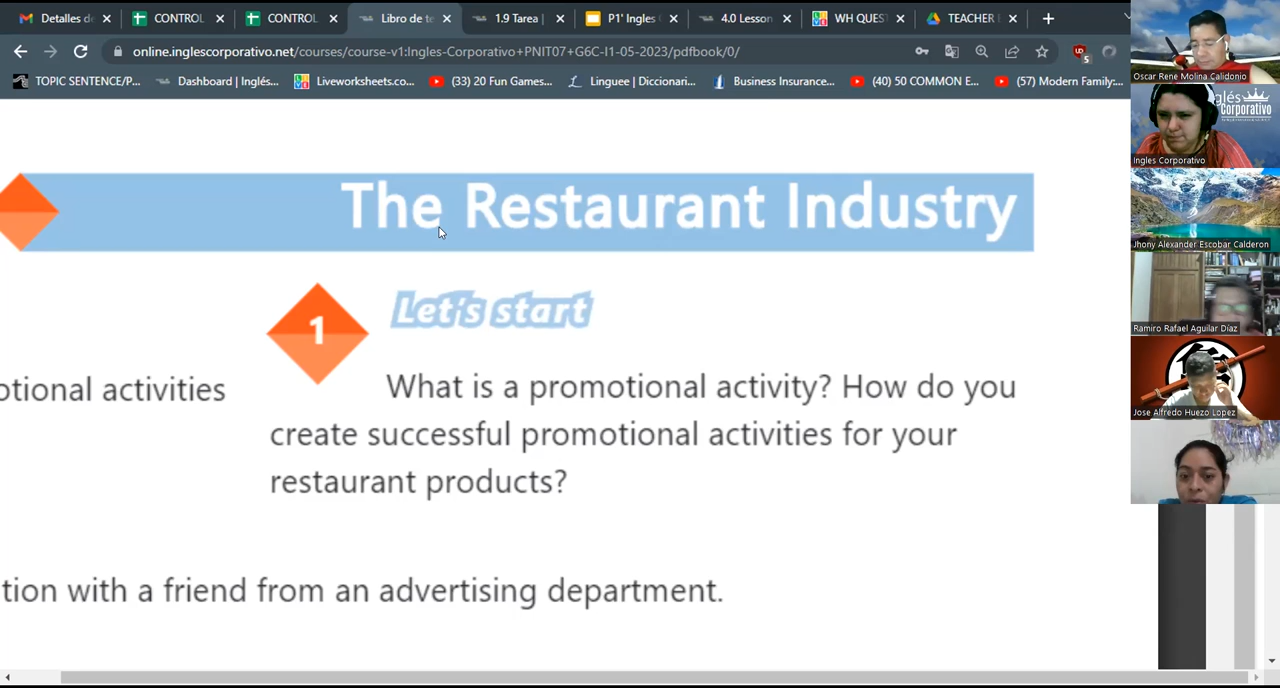 Detalles de
CONTROL
CONTROL
Libro de te
1.9 Tarea |
P1' Ingles
4.0 Lesson
WH QUES
TEACHER
online.inglescorporativo.net/courses/course-v1:Ingles-Corporativo+PNIT07+G6C-I1-05-2023/pdfbook/0/
5
TOPIC SENTENCE/P...
Dashboard | Inglés...
Liveworksheets.co...
(33) 20 Fun Games...
Linguee | Diccionari...
Business Insurance...
(40) 50 COMMON E...
(57) Modern Family:...
The Restaurant Industry
1
Let's start
otional activities
What is a promotional activity? How do you
create successful promotional activities for your
restaurant products?
tion with a friend from an advertising department.
Oscar Rene Molina Calidonio
glés
Corporativo
Ingles Corporativo
Jhony Alexander Escobar Calderon
Ramiro Rafael Aguilar Díaz
Jose Alfredo Huezo Lopez